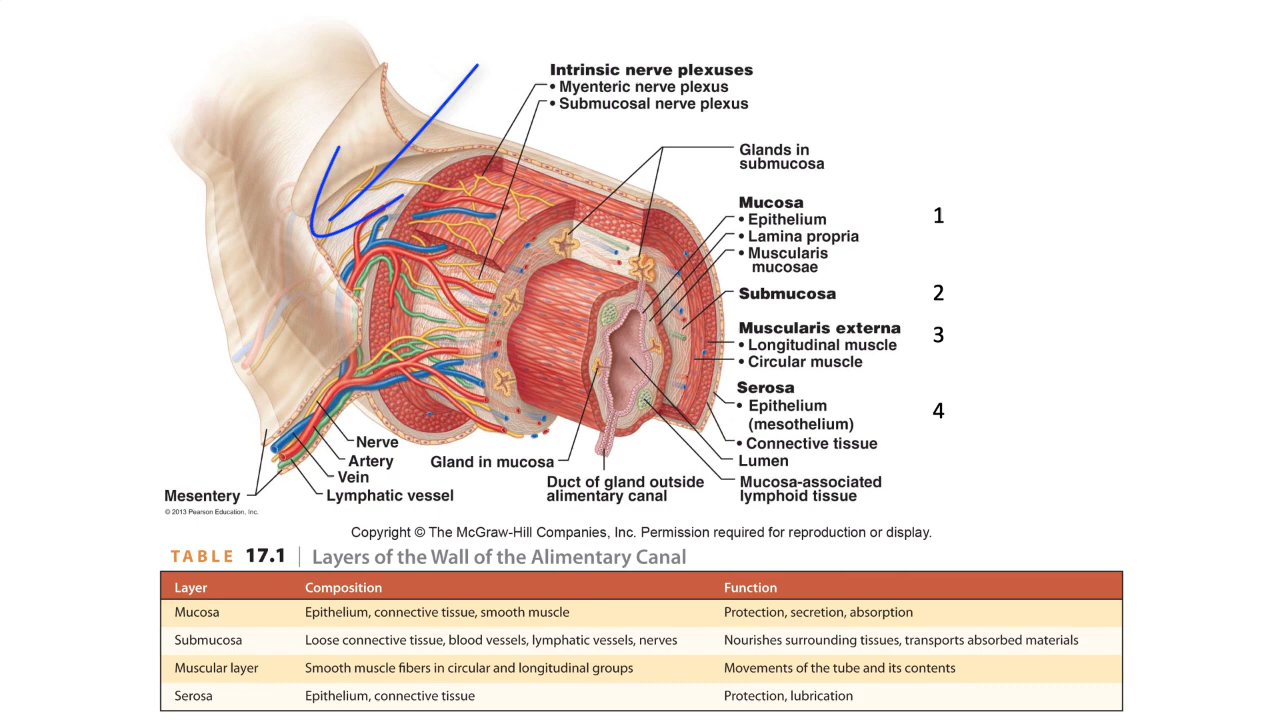 Intrinsic nerve plexuses
• Myenteric nerve plexus
• Submucosal nerve plexus
Glands in
submucosa
Mucosa
• Epithelium
• Lamina propria
• Muscularis
mucosae
1
Submucosa
2
Muscularis externa
• Longitudinal muscle
• Circular muscle
3
Serosa
• Epithelium
(mesothelium)
• Connective tissue
4
Lumen
Mucosa-associated
lymphoid tissue
Nerve
Artery
Vein
Lymphatic vessel
Mesentery
Gland in mucosa
Duct of gland outside
alimentary canal
© 2013 Pearson Education, Inc.
Copyright © The McGraw-Hill Companies, Inc. Permission required for reproduction or display.
TABLE 17.1 | Layers of the Wall of the Alimentary Canal
Layer Composition Function
Mucosa Epithelium, connective tissue, smooth muscle Protection, secretion, absorption
Submucosa Loose connective tissue, blood vessels, lymphatic vessels, nerves Nourishes surrounding tissues, transports absorbed materials
Muscular layer Smooth muscle fibers in circular and longitudinal groups Movements of the tube and its contents
Serosa Epithelium, connective tissue Protection, lubrication